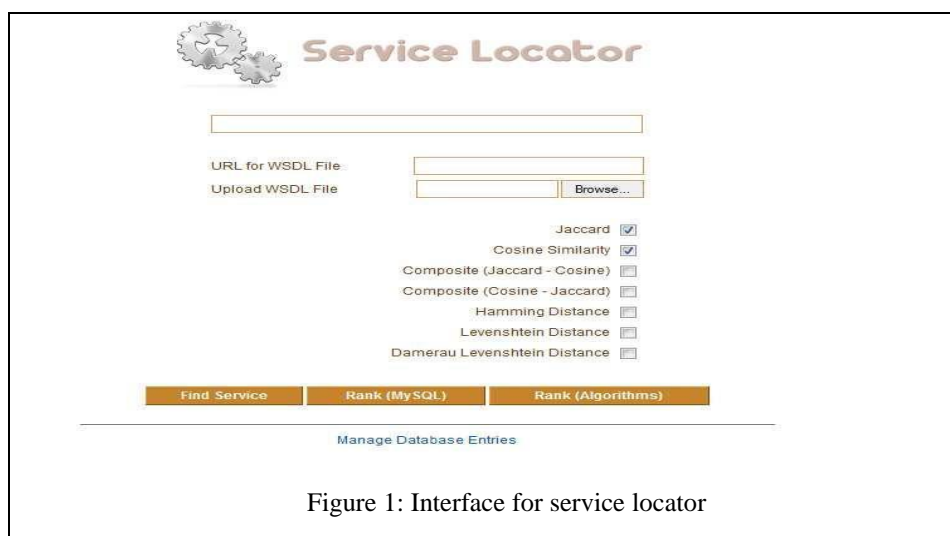 Service Locator
URL for WSDL File
Upload WSDL File Browse...
Jaccard
Cosine Similarity
Composite (Jaccard - Cosine)
Composite (Cosine - Jaccard)
Hamming Distance
Levenshtein Distance
Damerau Levenshtein Distance
Find Service Rank (MySQL) Rank (Algorithms)
Manage Database Entries
Figure 1: Interface for service locator